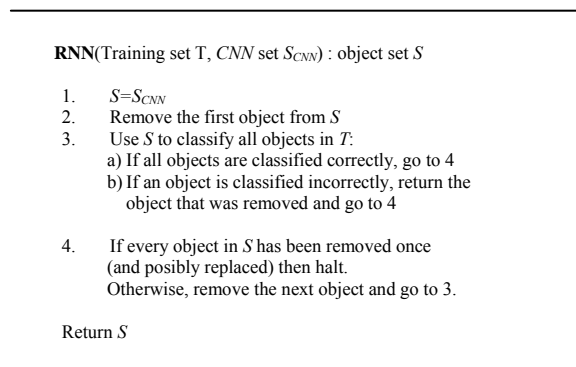 RNN(Training set T, CNN set SCNN) : object set S
1. S=SCNN
2. Remove the first object from S
3. Use S to classify all objects in T:
a) If all objects are classified correctly, go to 4
b) If an object is classified incorrectly, return the
object that was removed and go to 4
4. If every object in S has been removed once
(and posibly replaced) then halt.
Otherwise, remove the next object and go to 3.
Return S